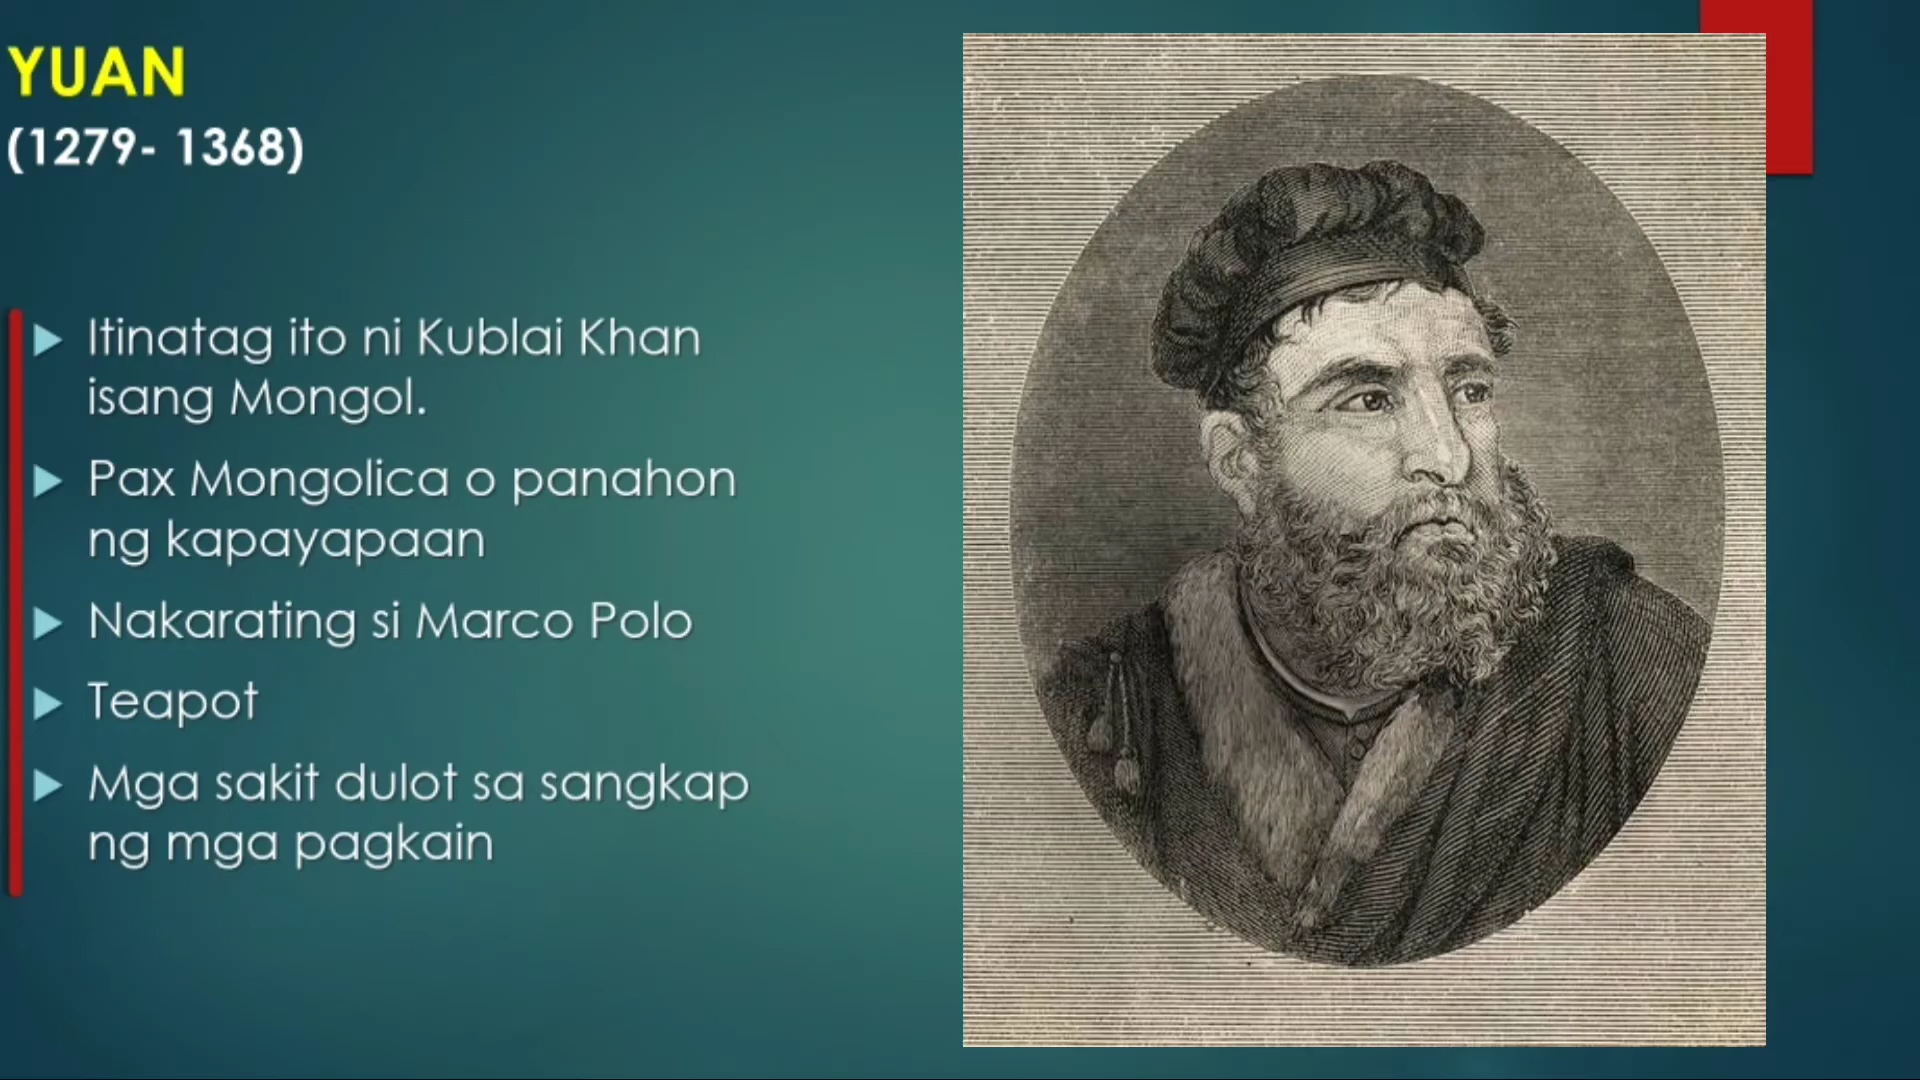 YUAN
(1279- 1368)
Itinatag ito ni Kublai Khan
isang Mongol.
Pax Mongolica o panahon
ng kapayapaan
Nakarating si Marco Polo
Teapot
Mga sakit dulot sa sangkap
ng mga pagkain